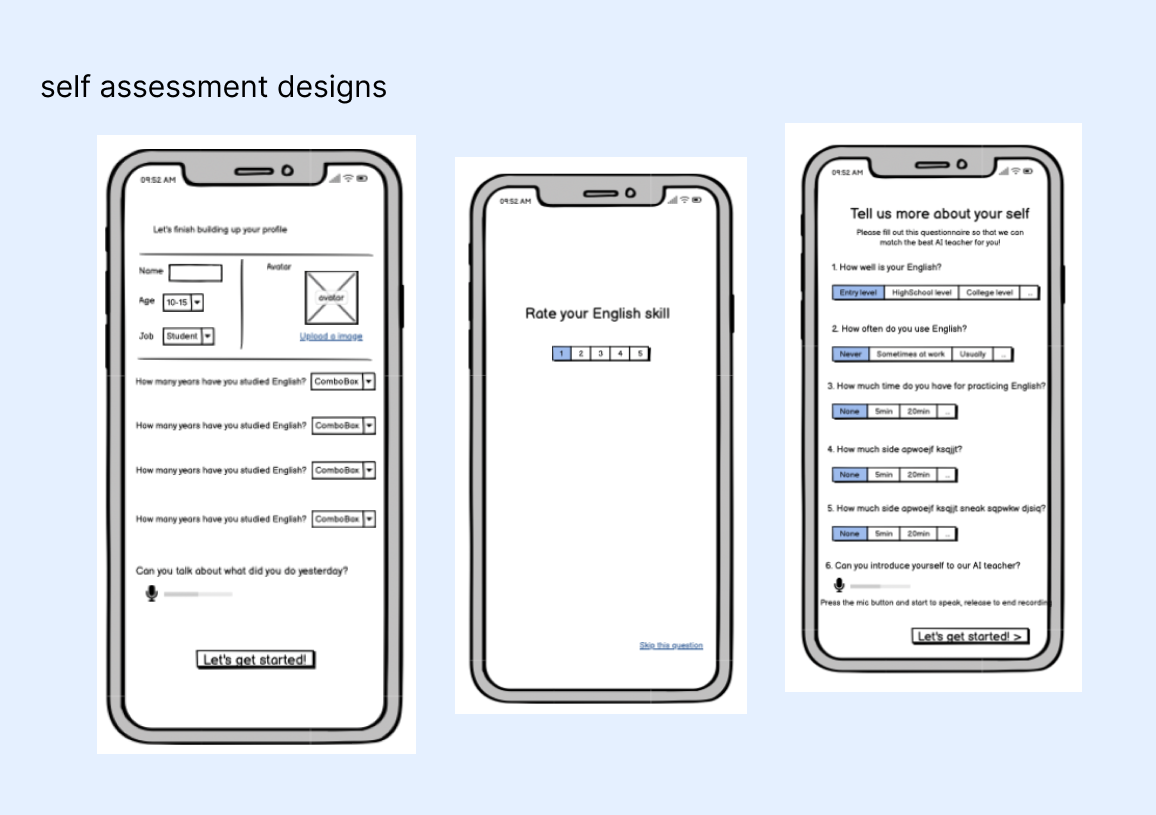 self assessment designs
09:52 AM
Let's finish building up your profile
Name
Avatar
avatar
Age 10-15
Job Student
Upload a image
How many years have you studied English? ComboBox
How many years have you studied English? ComboBox
How many years have you studied English? ComboBox
How many years have you studied English? ComboBox
Can you talk about what did you do yesterday?
Let's get started!
09:52 AM
Rate your English skill
1 2 3 4 5
Skip this question
09:52 AM
Tell us more about your self
Please fill out this questionnaire so that we can
match the best AI teacher for you!
1. How well is your English?
Entry level HighSchool level College level ..
2. How often do you use English?
Never Sometimes at work Usually ..
3. How much time do you have for practicing English?
None 5min 20min ..
4. How much side apwoejf ksqjjt?
None 5min 20min ..
5. How much side apwoejf ksqjjt sneak sqpwkw djsiq?
None 5min 20min ..
6. Can you introduce yourself to our AI teacher?
Press the mic button and start to speak, release to end recording
Let's get started! >